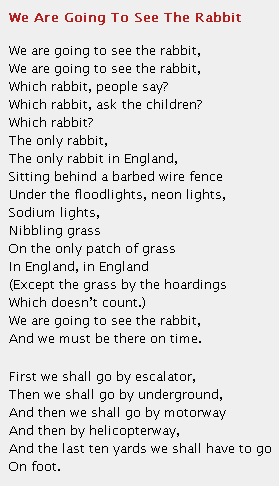 We Are Going To See The Rabbit
We are going to see the rabbit,
We are going to see the rabbit,
Which rabbit, people say?
Which rabbit, ask the children?
Which rabbit?
The only rabbit,
The only rabbit in England,
Sitting behind a barbed wire fence
Under the floodlights, neon lights,
Sodium lights,
Nibbling grass
On the only patch of grass
In England, in England
(Except the grass by the hoardings
Which doesn't count.)
We are going to see the rabbit,
And we must be there on time.
First we shall go by escalator,
Then we shall go by underground,
And then we shall go by motorway
And then by helicopterway,
And the last ten yards we shall have to go
On foot.